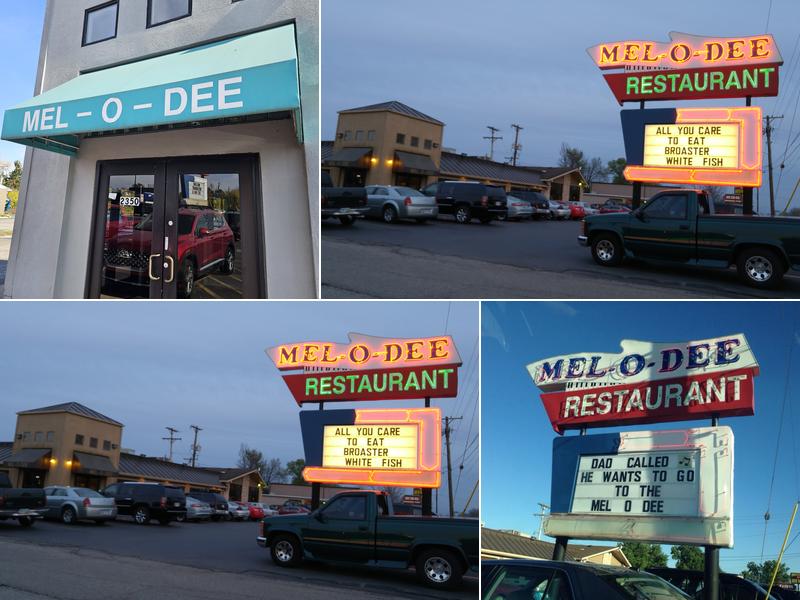 MEL - O - DEE
2350
MEL-O-DEE
RESTAURANT
ALL YOU CARE
TO EAT
BROASTER
WHITE FISH
MEL-O-DEE
RESTAURANT
ALL YOU CARE
TO EAT
BROASTER
WHITE FISH
MEL-O-DEE
RESTAURANT
DAD CALLED
HE WANTS TO GO
TO THE
MEL O DEE